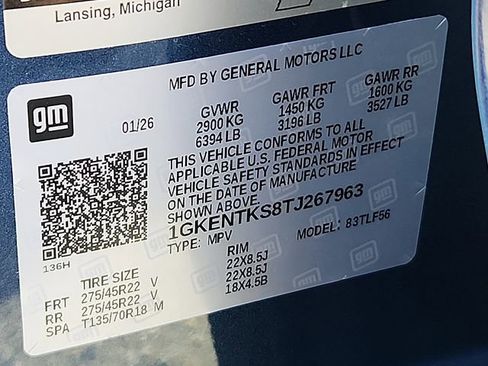 Lansing, Michigan
MFD BY GENERAL MOTORS LLC
gm
01/26
GVWR
2900 KG
6394 LB
GAWR FRT
1450 KG
3196 LB
GAWR RR
1600 KG
3527 LB
THIS VEHICLE CONFORMS TO ALL
APPLICABLE U.S. FEDERAL MOTOR
VEHICLE SAFETY STANDARDS IN EFFECT
ON THE DATE OF MANUFACTURE
SHOWN ABOVE.
1GKENTKS8TJ267963
TYPE: MPV
MODEL: 83TLF56
136H
TIRE SIZE
RIM
FRT 275/45R22 V 22X8.5J
RR 275/45R22 V 22X8.5J
SPA T135/70R18 M 18X4.5B